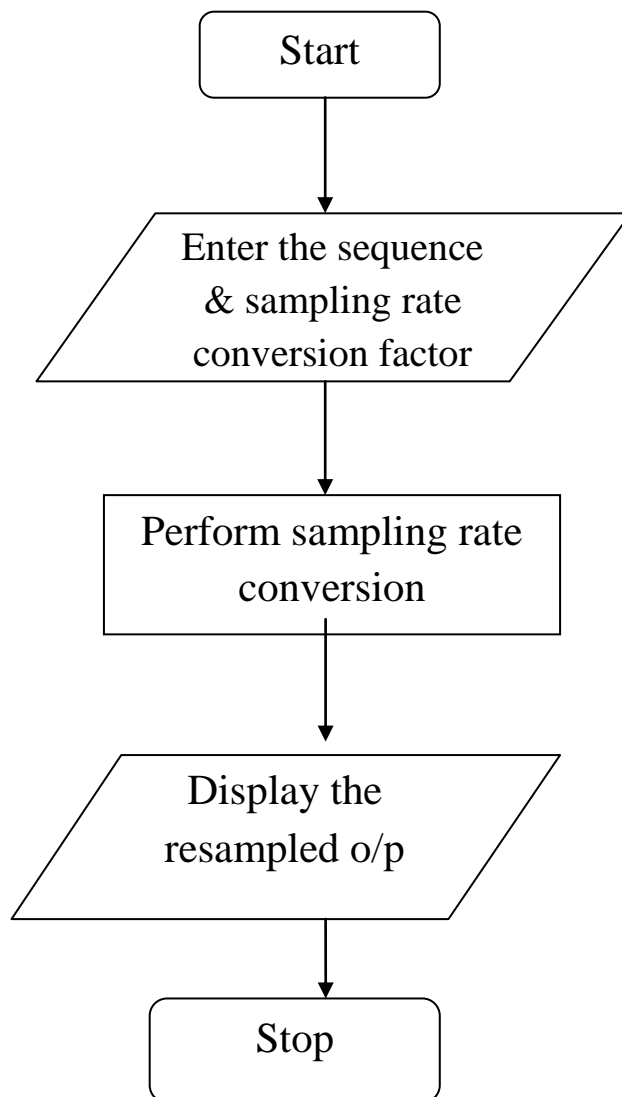 Start
Enter the sequence
& sampling rate
conversion factor
Perform sampling rate
conversion
Display the
resampled o/p
Stop